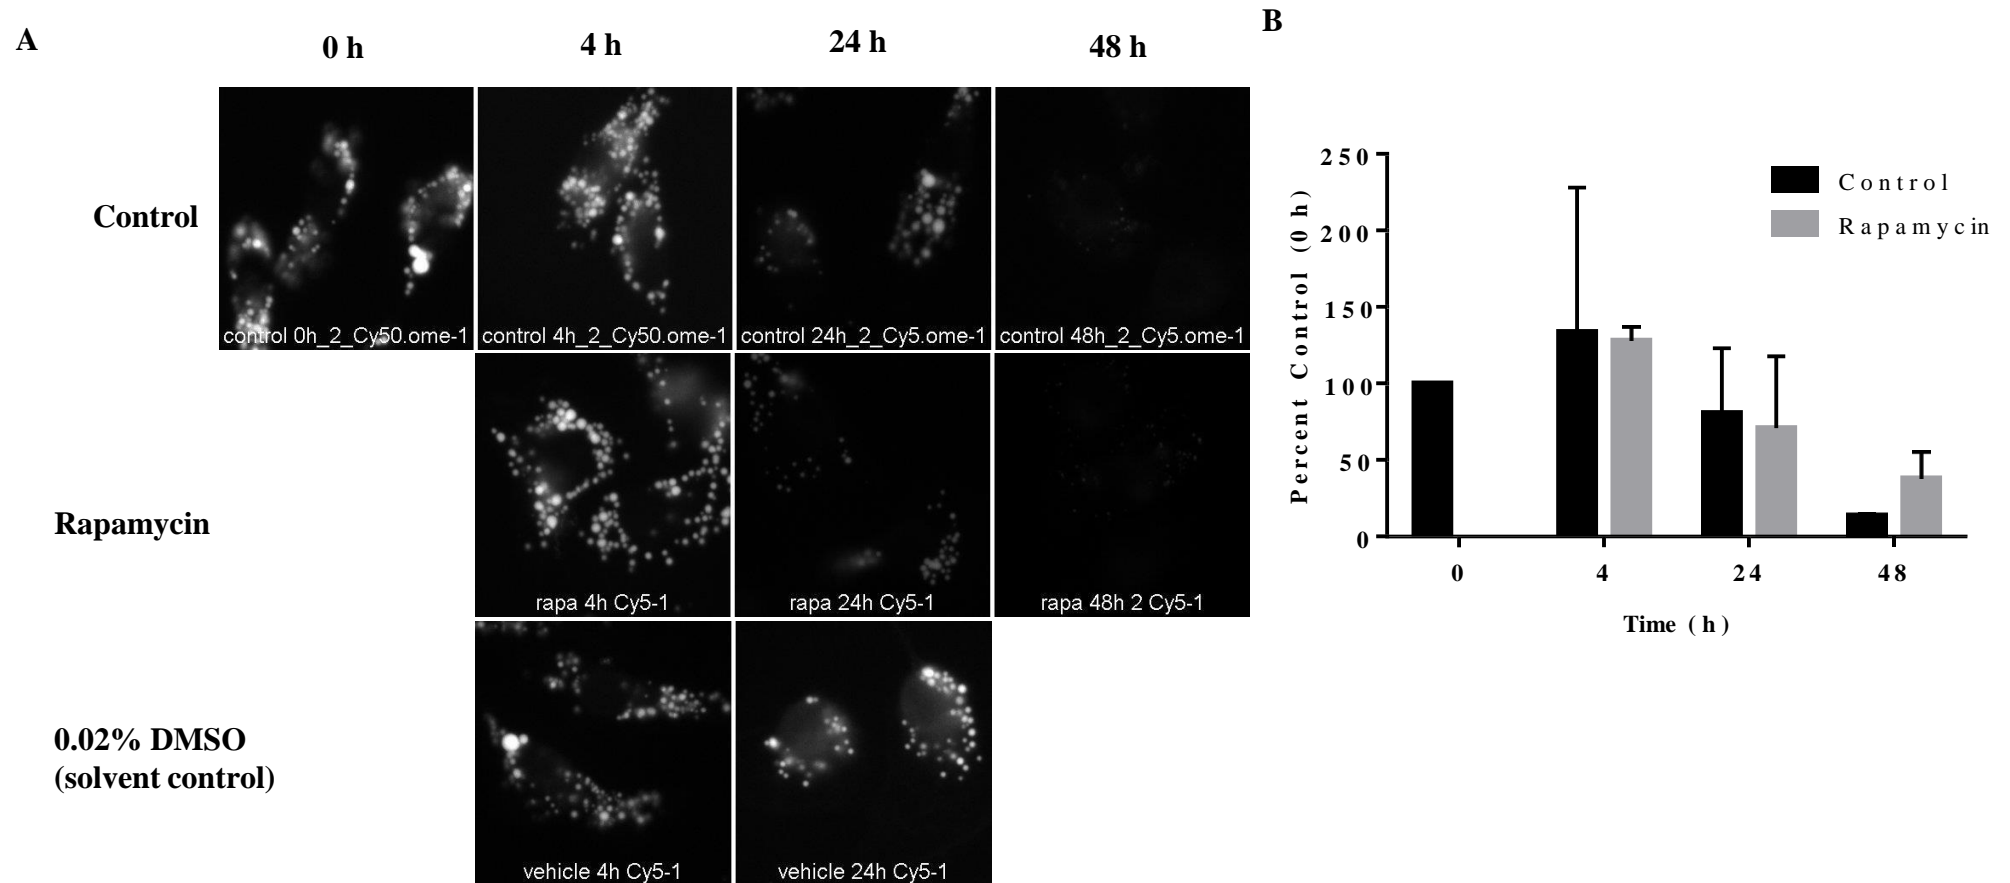 A
0 h
4 h
24 h
48 h
Control
control 0h_2_Cy50.ome-1
control 4h_2_Cy50.ome-1
control 24h_2_Cy5.ome-1
control 48h_2_Cy5.ome-1
Rapamycin
rapa 4h Cy5-1
rapa 24h Cy5-1
rapa 48h 2 Cy5-1
0.02% DMSO
(solvent control)
vehicle 4h Cy5-1
vehicle 24h Cy5-1
B
Percent Control (0 h)
250
200
150
100
50
0
0
4
24
48
Time (h)
Control
Rapamycin